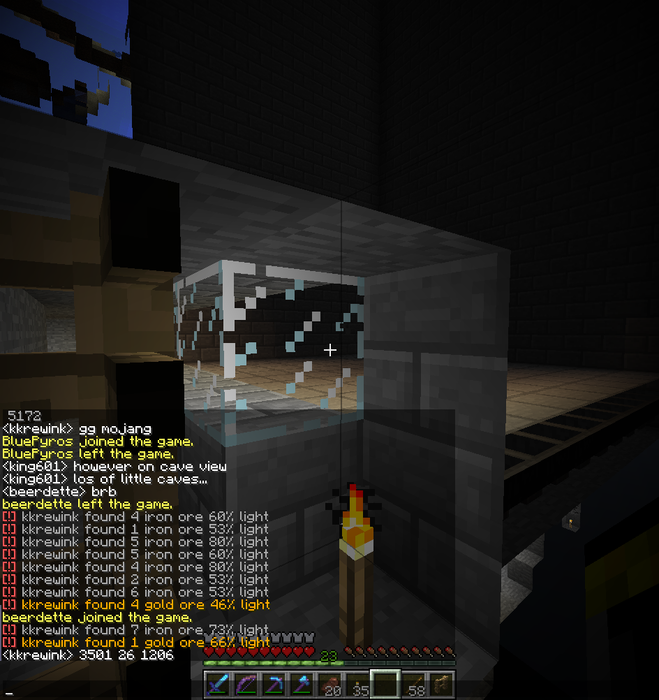 5172
<kkrewink> gg mojang
BluePyros joined the game.
BluePyros left the game.
<king601> however on cave view
<king601> los of little caves...
<beerdette> brb
beerdette left the game.
[!] kkrewink found 4 iron ore 60% light
[!] kkrewink found 1 iron ore 53% light
[!] kkrewink found 5 iron ore 80% light
[!] kkrewink found 5 iron ore 60% light
[!] kkrewink found 4 iron ore 80% light
[!] kkrewink found 2 iron ore 53% light
[!] kkrewink found 6 iron ore 53% light
[!] kkrewink found 4 gold ore 46% light
beerdette joined the game.
[!] kkrewink found 7 iron ore 73% light
[!] kkrewink found 1 gold ore 66% light
<kkrewink> 3501 26 1206
23
_
20 35 58